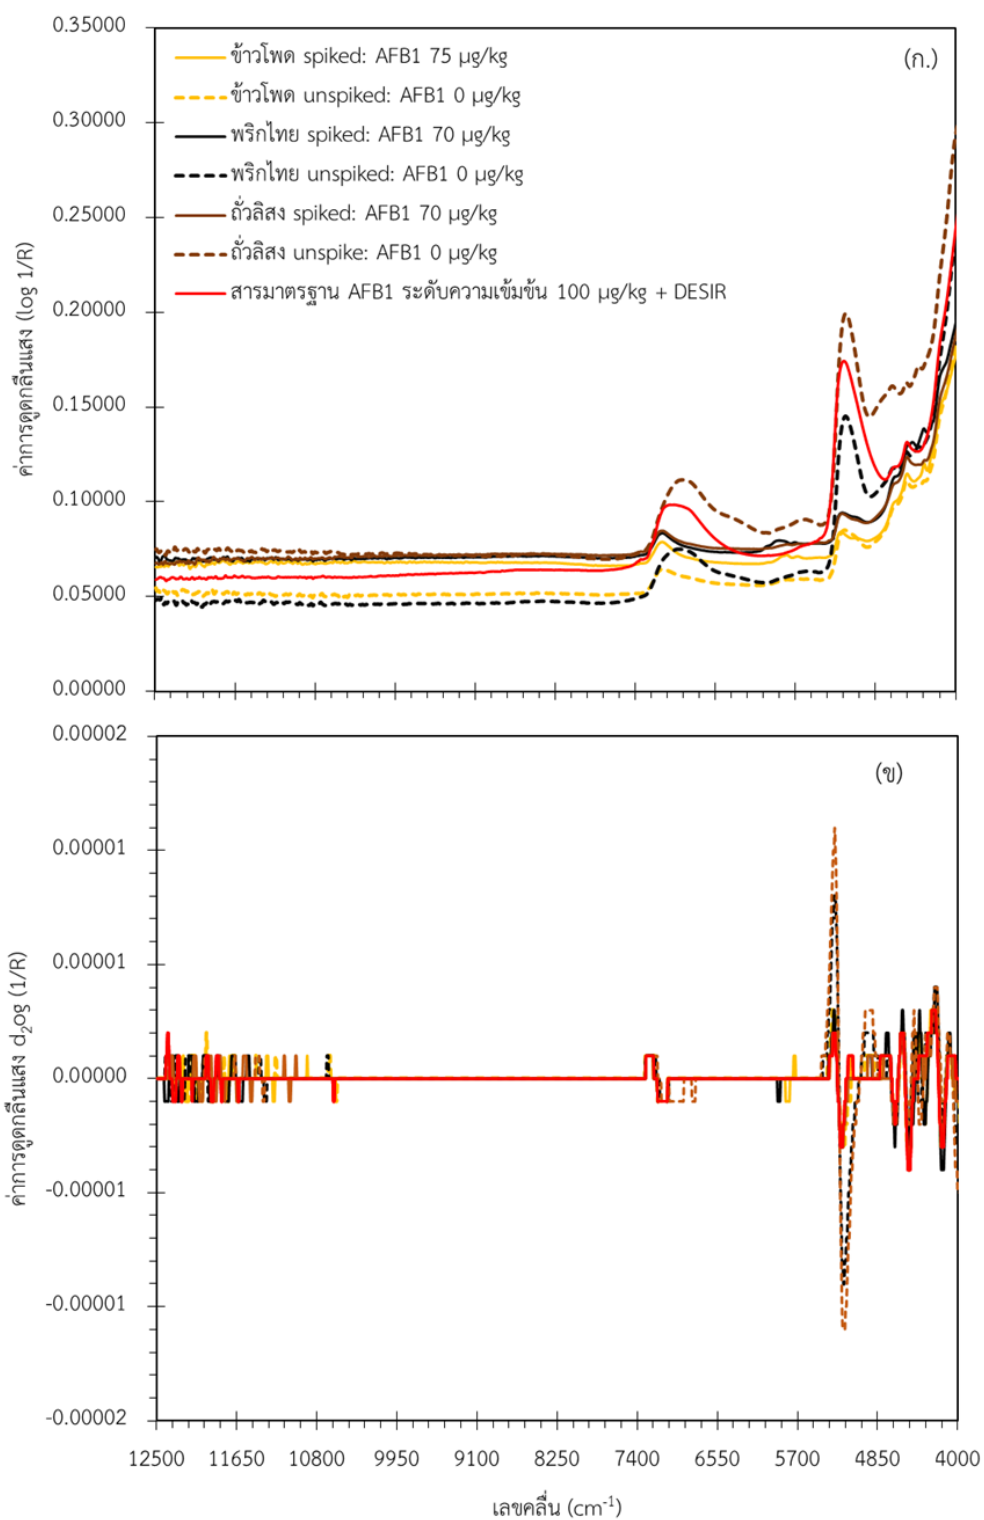 0.35000
ข้าวโพด spiked: AFB1 75 µg/kg
(ก.)
ข้าวโพด unspiked: AFB1 0 µg/kg
0.30000
พริกไทย spiked: AFB1 70 µg/kg
พริกไทย unspiked: AFB1 0 µg/kg
0.25000
ถั่วลิสง spiked: AFB1 70 µg/kg
ถั่วลิสง unspike: AFB1 0 µg/kg
สารมาตรฐาน AFB1 ระดับความเข้มข้น 100 µg/kg + DESIR
0.20000
0.15000
0.10000
0.05000
0.00000
ค่าการดูดกลืนแสง (log 1/R)
0.00002
(ข)
0.00001
0.00001
0.00000
-0.00001
-0.00001
-0.00002
ค่าการดูดกลืนแสง d₂og (1/R)
12500 11650 10800 9950 9100 8250 7400 6550 5700 4850 4000
เลขคลื่น (cm⁻¹)